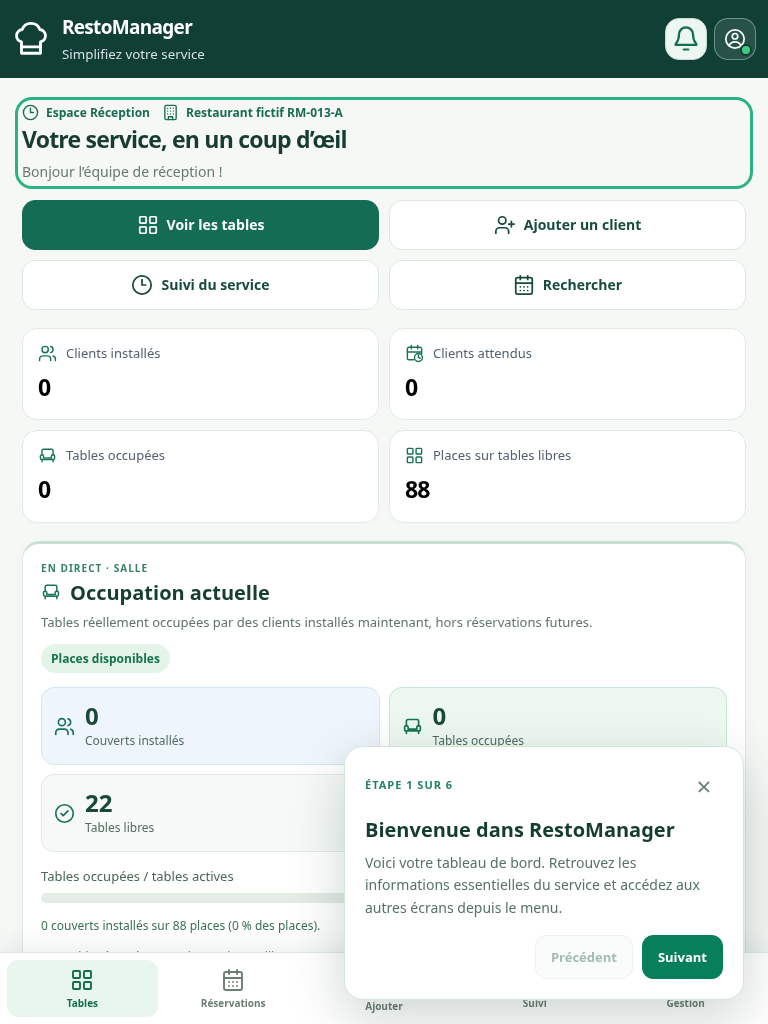 RestoManager
Simplifiez votre service
Espace Réception Restaurant fictif RM-013-A
Votre service, en un coup d’œil
Bonjour l’équipe de réception !
Voir les tables
Ajouter un client
Suivi du service
Rechercher
Clients installés
0
Clients attendus
0
Tables occupées
0
Places sur tables libres
88
EN DIRECT · SALLE
Occupation actuelle
Tables réellement occupées par des clients installés maintenant, hors réservations futures.
Places disponibles
0
Couverts installés
0
Tables occupées
22
Tables libres
Tables occupées / tables actives
0 couverts installés sur 88 places (0 % des places).
ÉTAPE 1 SUR 6
Bienvenue dans RestoManager
Voici votre tableau de bord. Retrouvez les
informations essentielles du service et accédez aux
autres écrans depuis le menu.
Précédent
Suivant
Tables
Réservations
Ajouter
Suivi
Gestion